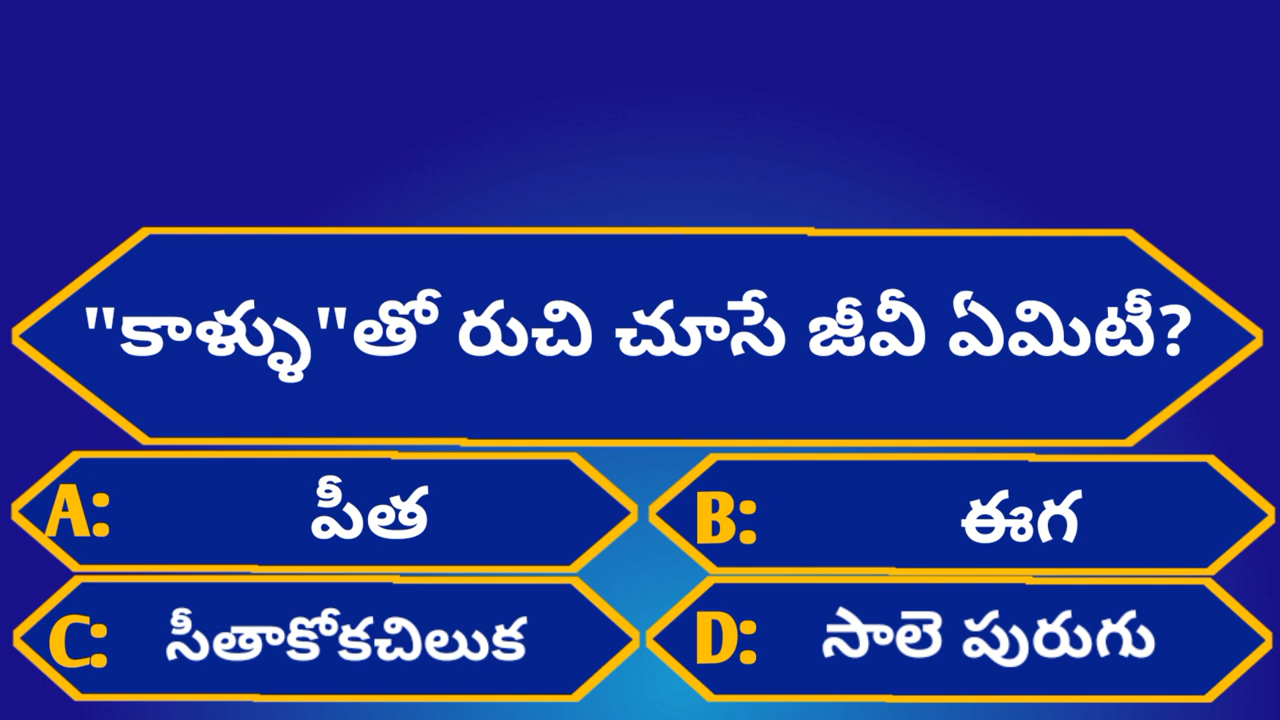 "కాళ్ళు"తో రుచి చూసే జీవీ ఏమిటీ?
A: పీత
B: ఈగ
C: సీతాకోకచిలుక
D: సాలె పురుగు